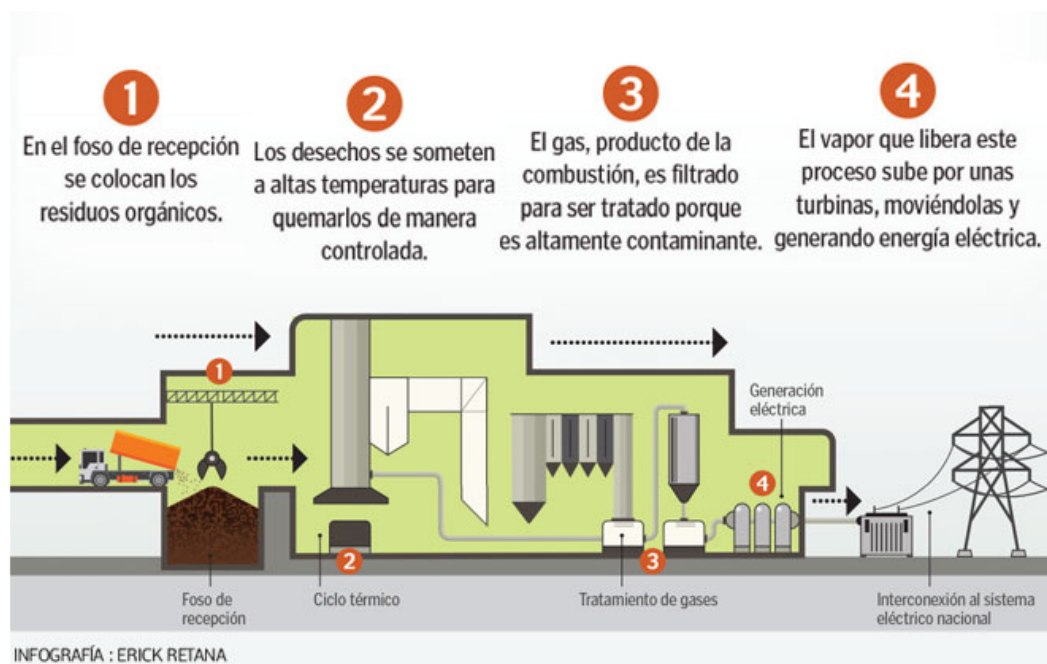 1
En el foso de recepción
se colocan los
residuos orgánicos.
2
Los desechos se someten
a altas temperaturas para
quemarlos de manera
controlada.
3
El gas, producto de la
combustión, es filtrado
para ser tratado porque
es altamente contaminante.
4
El vapor que libera este
proceso sube por unas
turbinas, moviéndolas y
generando energía eléctrica.
1
Generación
eléctrica
4
2
3
Foso de
recepción
Ciclo térmico
Tratamiento de gases
Interconexión al sistema
eléctrico nacional
INFOGRAFÍA : ERICK RETANA